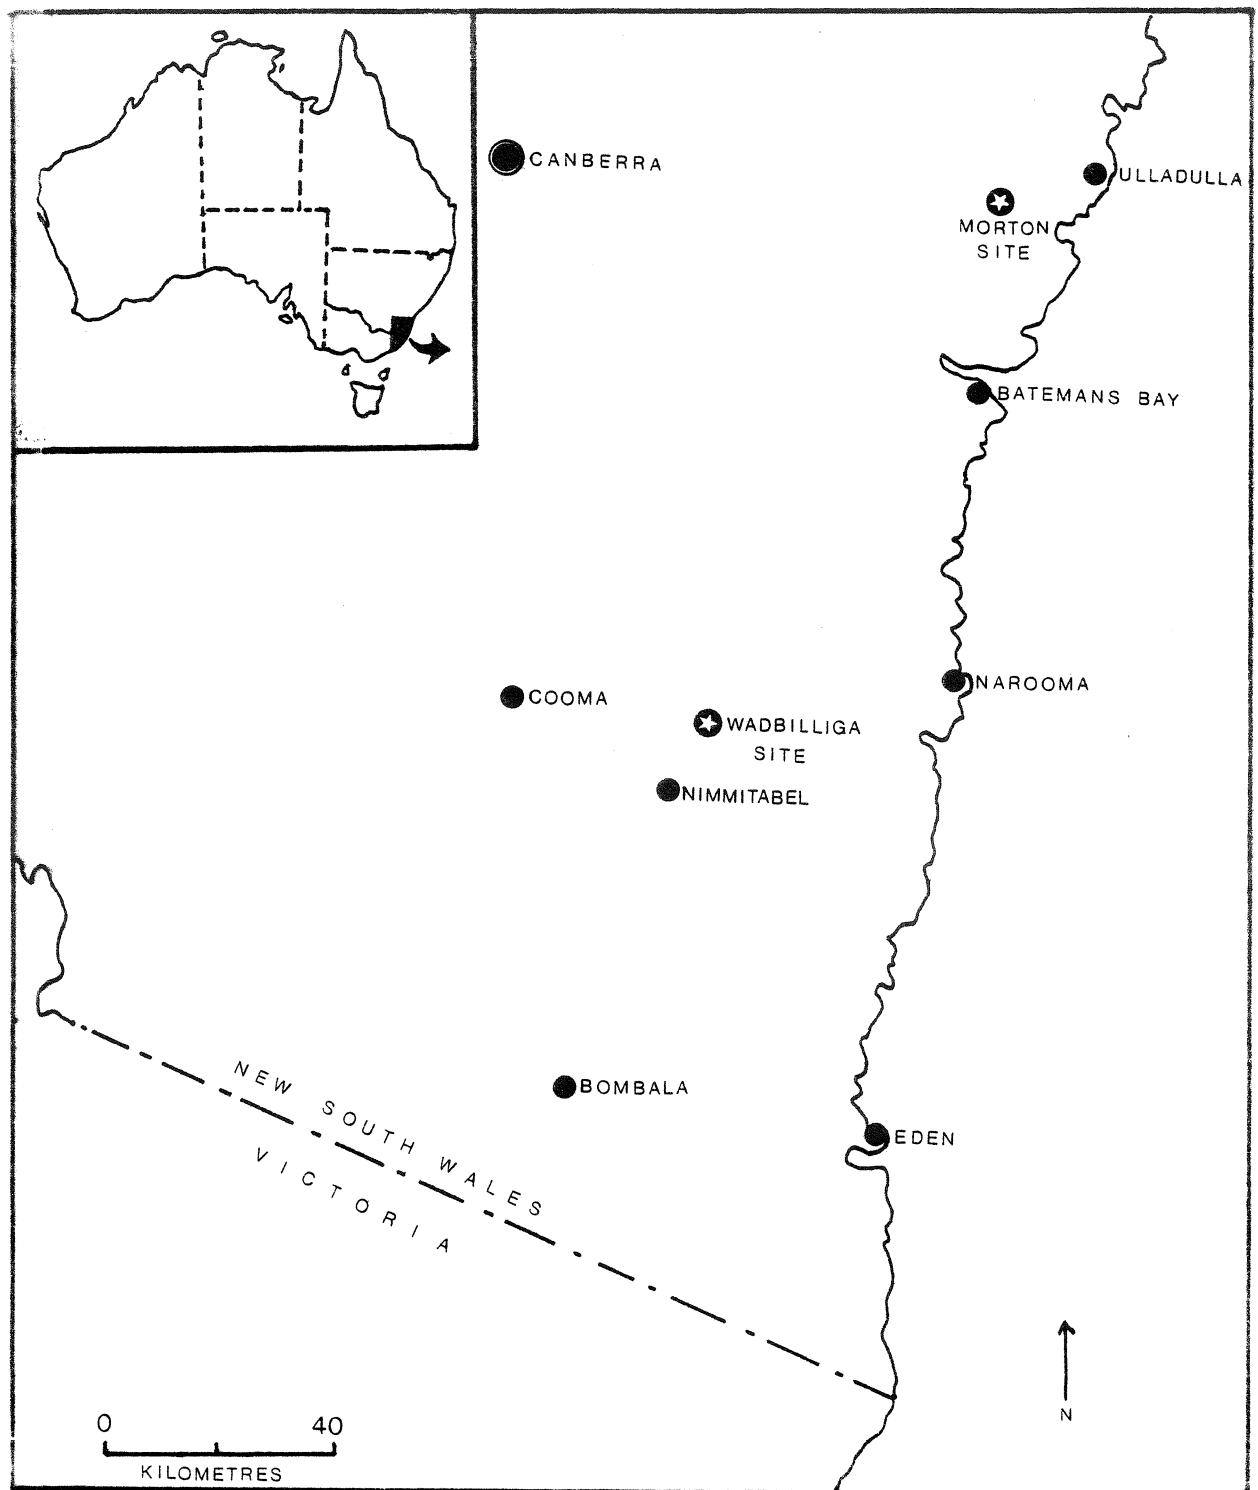 CANBERRA
ULLADULLA
MORTON
SITE
BATEMANS BAY
NAROOMA
COOMA
WADBILLIGA
SITE
NIMMITABEL
BOMBALA
NEW SOUTH WALES
VICTORIA
EDEN
N
0 40
KILOMETRES